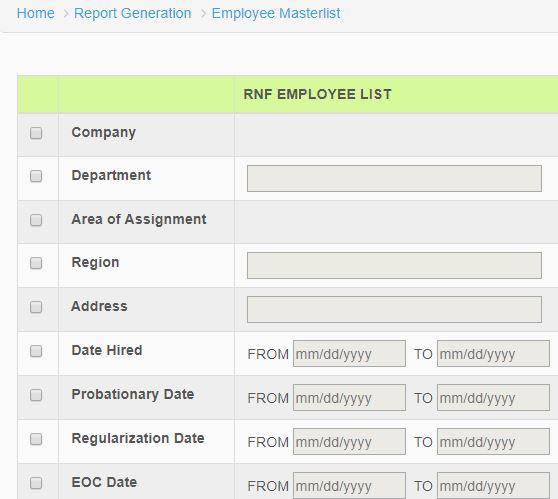 Home > Report Generation > Employee Masterlist
RNF EMPLOYEE LIST
Company
Department
Area of Assignment
Region
Address
Date Hired FROM mm/dd/yyyy TO mm/dd/yyyy
Probationary Date FROM mm/dd/yyyy TO mm/dd/yyyy
Regularization Date FROM mm/dd/yyyy TO mm/dd/yyyy
EOC Date FROM mm/dd/yyyy TO mm/dd/yyyy